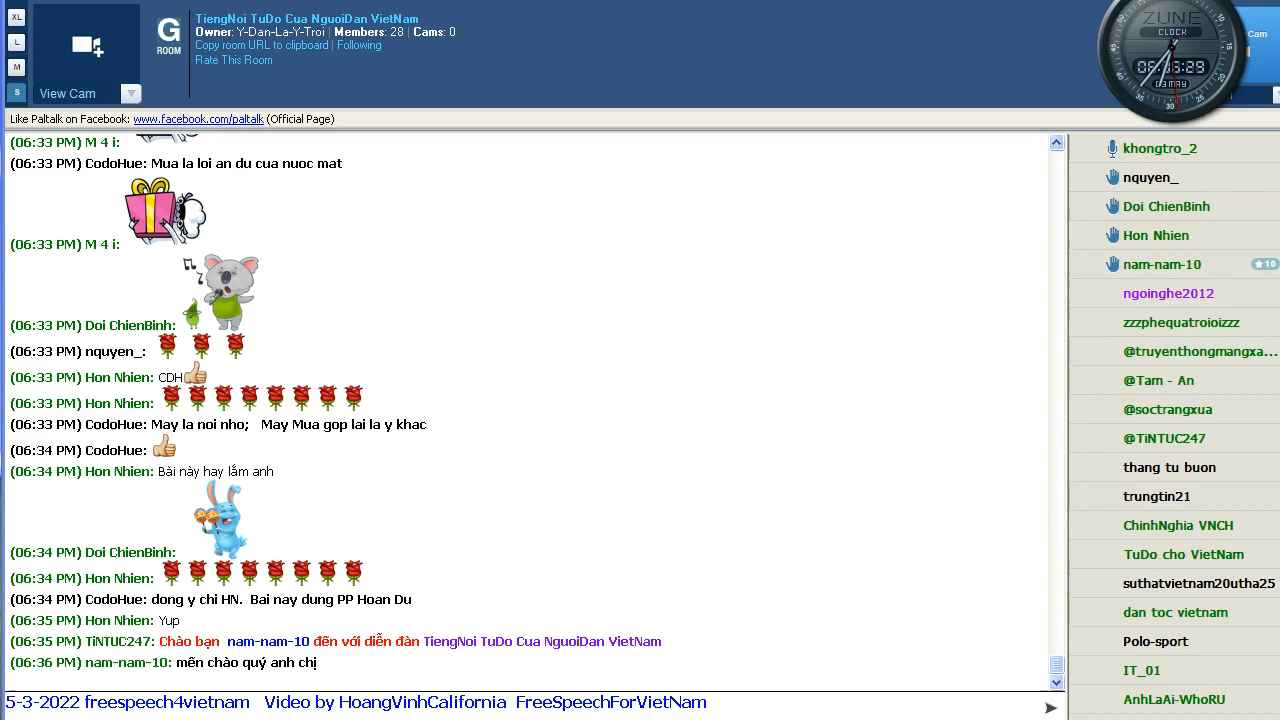 XL
L
M
S
View Cam
G
ROOM
TiengNoi TuDo Cua NguoiDan VietNam
Owner: Y-Dan-La-Y-Troi | Members: 28 | Cams: 0
Copy room URL to clipboard | Following
Rate This Room
ZUNE
CLOCK
03 MAY
Cam
Like Paltalk on Facebook: www.facebook.com/paltalk (Official Page)
(06:33 PM) M 4 i:
(06:33 PM) CodoHue: Mua la loi an du cua nuoc mat
(06:33 PM) M 4 i:
(06:33 PM) Doi ChienBinh:
(06:33 PM) nquyen_:
(06:33 PM) Hon Nhien: CDH
(06:33 PM) Hon Nhien:
(06:33 PM) CodoHue: May la noi nho;   May Mua gop lai la y khac
(06:34 PM) CodoHue:
(06:34 PM) Hon Nhien: Bài này hay lắm anh
(06:34 PM) Doi ChienBinh:
(06:34 PM) Hon Nhien:
(06:34 PM) CodoHue: dong y chi HN.  Bai nay dung PP Hoan Du
(06:35 PM) Hon Nhien: Yup
(06:35 PM) TiNTUC247: Chào bạn  nam-nam-10 đến với diễn đàn TiengNoi TuDo Cua NguoiDan VietNam
(06:36 PM) nam-nam-10: mến chào quý anh chị
khongtro_2
nquyen_
Doi ChienBinh
Hon Nhien
nam-nam-10 ★10
ngoinghe2012
zzzphequatroioizzz
@truyenthongmangxa...
@Tam - An
@soctrangxua
@TiNTUC247
thang tu buon
trungtin21
ChinhNghia VNCH
TuDo cho VietNam
suthatvietnam20utha25
dan toc vietnam
Polo-sport
IT_01
AnhLaAi-WhoRU
5-3-2022 freespeech4vietnam   Video by HoangVinhCalifornia  FreeSpeechForVietNam